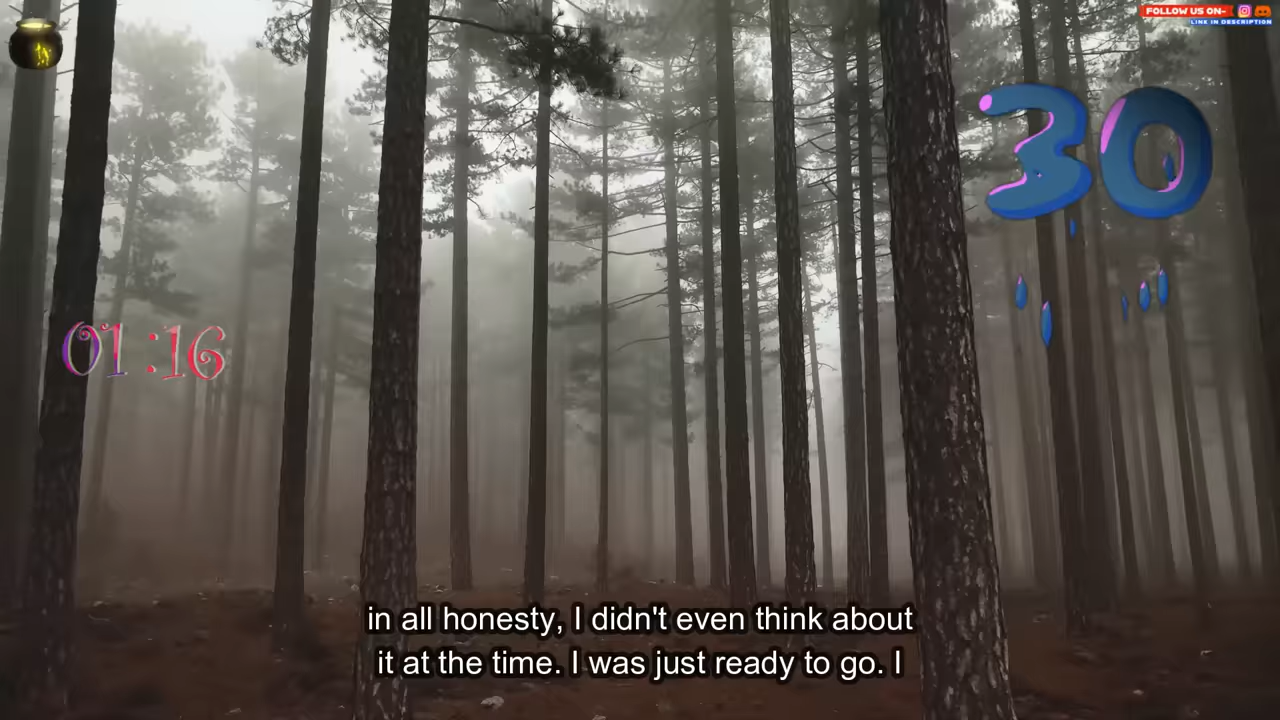 FOLLOW US ON-
LINK IN DESCRIPTION
30
01:16
in all honesty, I didn't even think about
it at the time. I was just ready to go. I